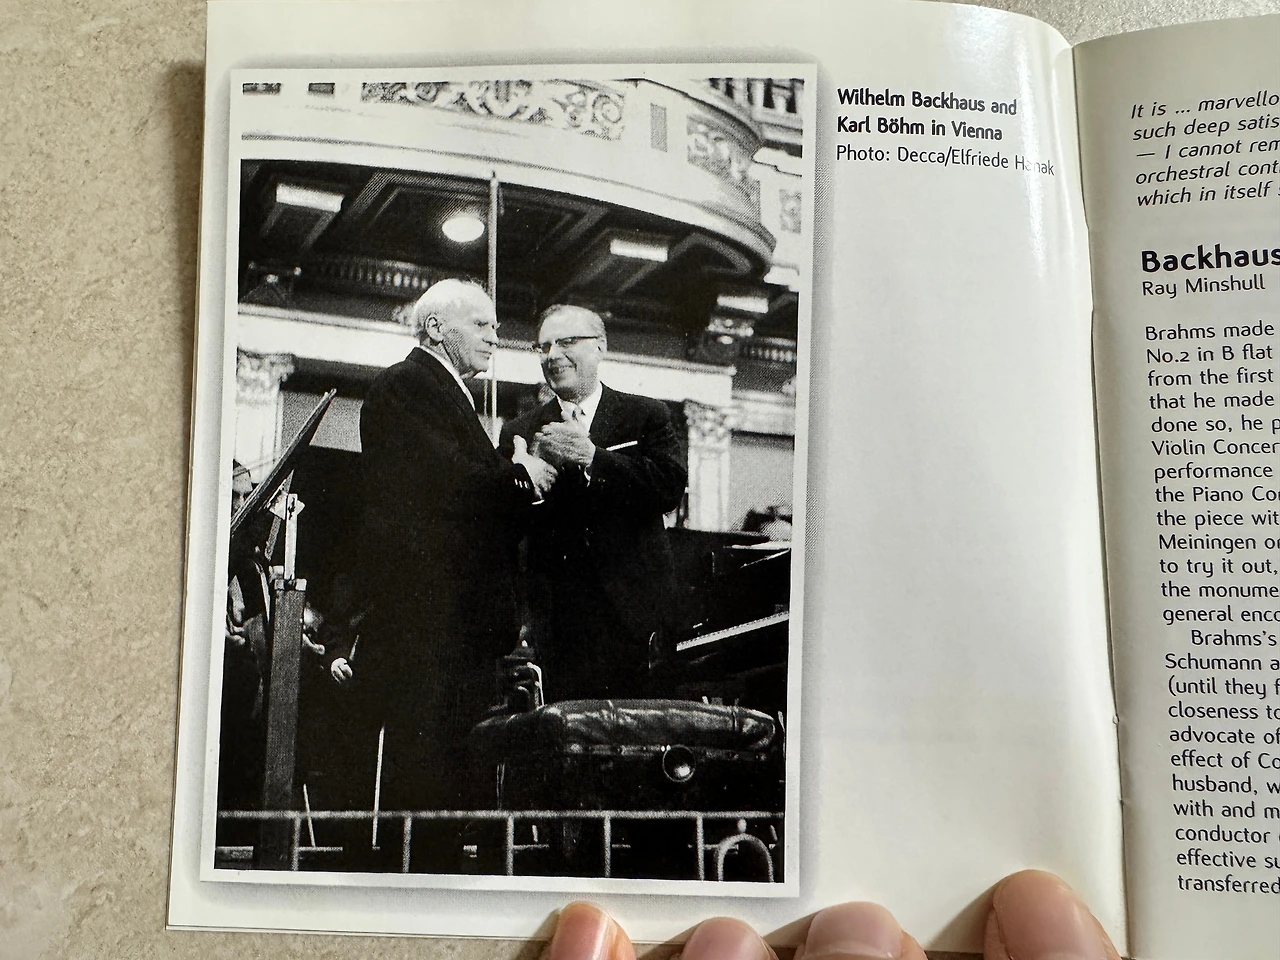 Wilhelm Backhaus and
Karl Böhm in Vienna
Photo: Decca/Elfriede Hanak
It is ... marvello
such deep satis
— I cannot rem
orchestral cont
which in itself
Backhaus
Ray Minshull
Brahms made
No.2 in B flat
from the first
that he made
done so, he p
Violin Concer
performance
the Piano Co
the piece wit
Meiningen or
to try it out,
the monume
general enco
Brahms's
Schumann a
(until they f
closeness to
advocate of
effect of Co
husband, w
with and m
conductor
effective su
transferred